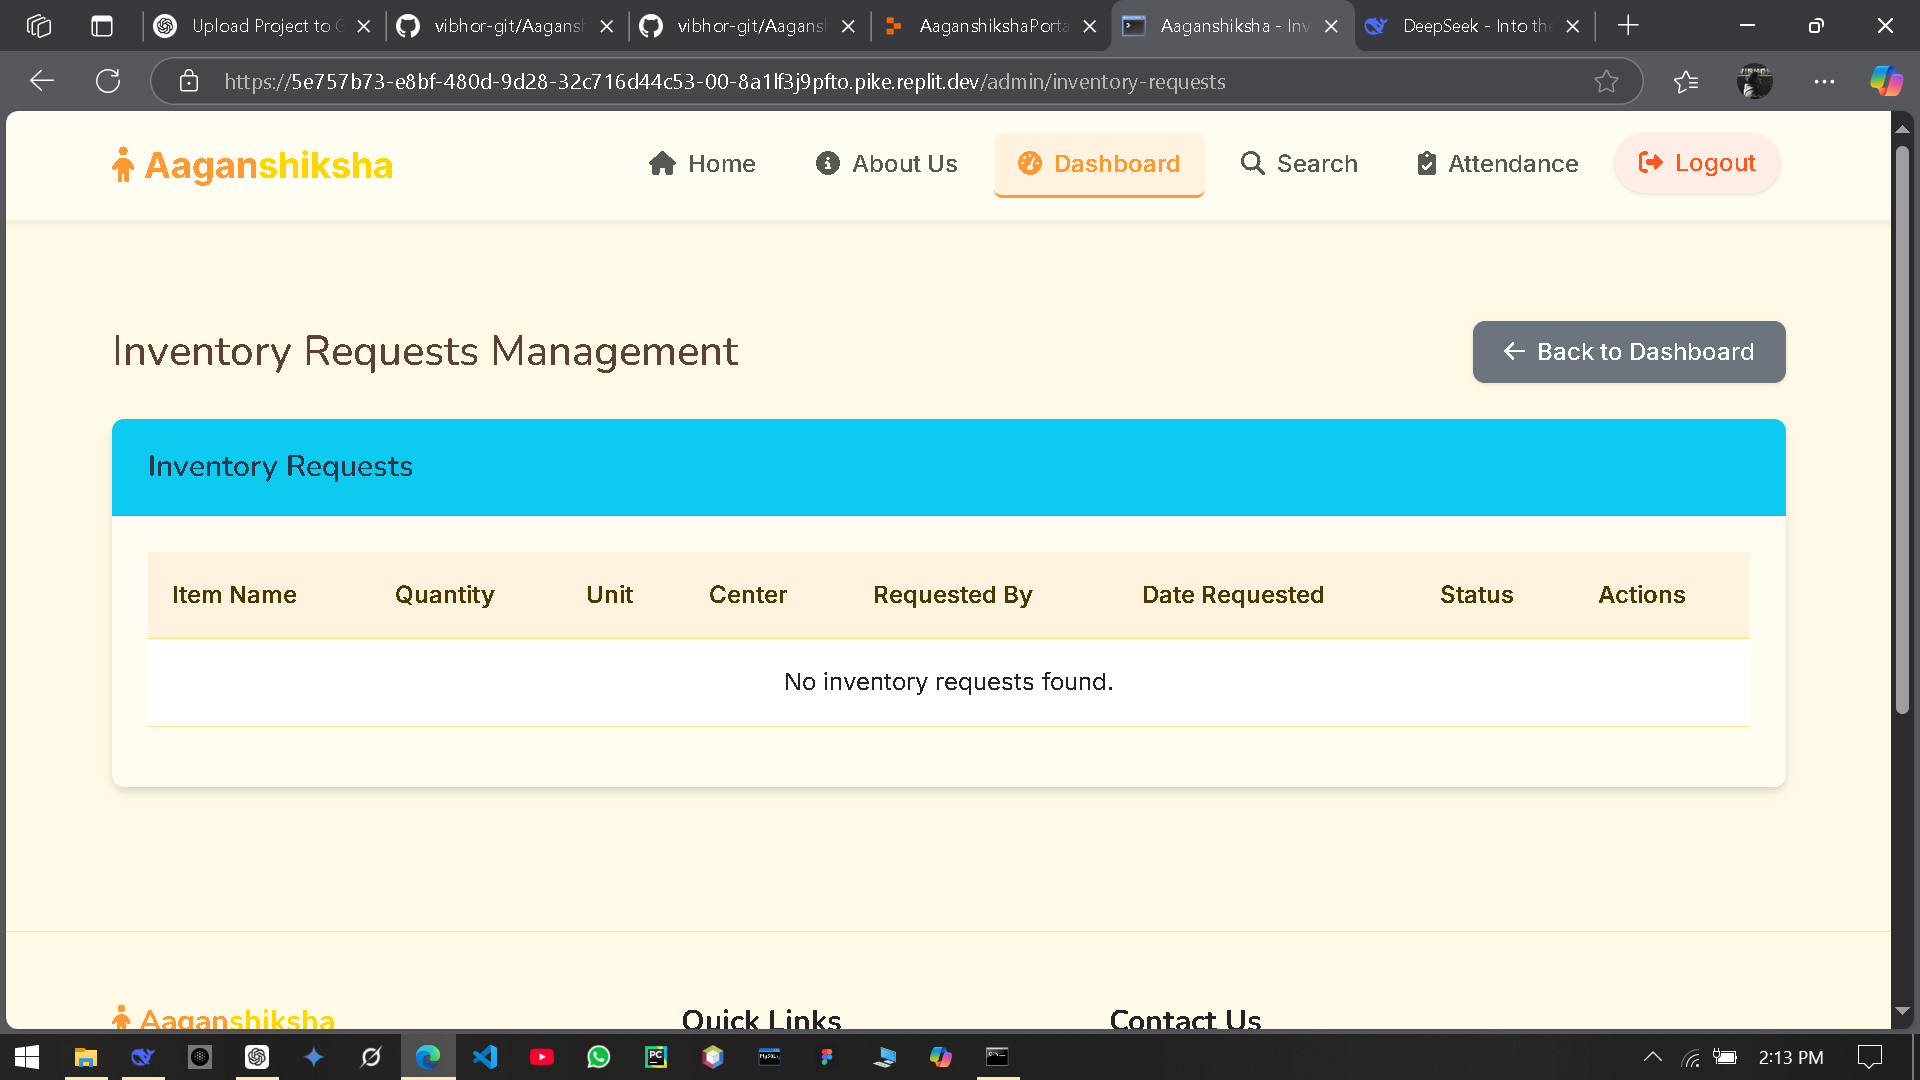 Upload Project to G
vibhor-git/Aagansh
vibhor-git/Aagansh
AaganshikshaPorta
Aaganshiksha - Inv
DeepSeek - Into the
https://5e757b73-e8bf-480d-9d28-32c716d44c53-00-8a1lf3j9pfto.pike.replit.dev/admin/inventory-requests
Aaganshiksha
Home
About Us
Dashboard
Search
Attendance
Logout
Inventory Requests Management
Back to Dashboard
Inventory Requests
Item Name Quantity Unit Center Requested By Date Requested Status Actions
No inventory requests found.
Aaganshiksha
Quick Links
Contact Us
2:13 PM